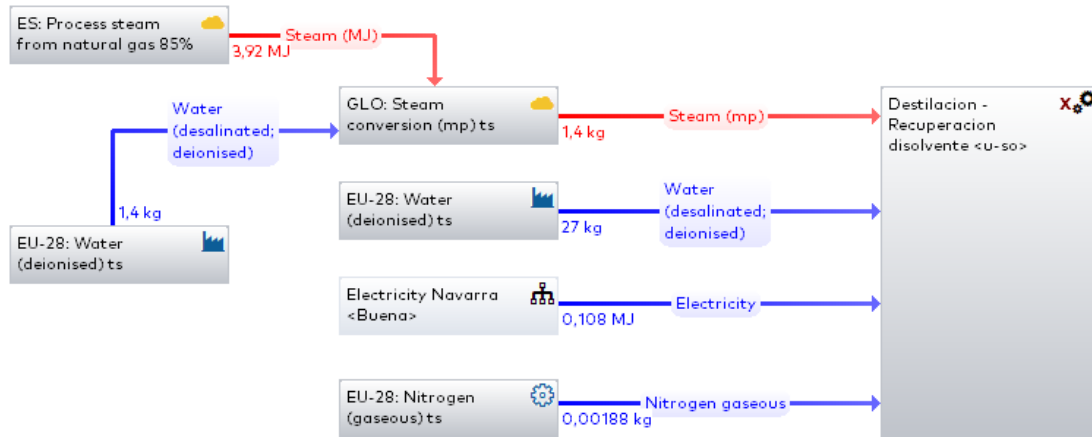 ES: Process steam
from natural gas 85%
3,92 MJ
Steam (MJ)
Water
(desalinated;
deionised)
1,4 kg
EU-28: Water
(deionised) ts
GLO: Steam
conversion (mp) ts
1,4 kg
Steam (mp)
EU-28: Water
(deionised) ts
27 kg
Water
(desalinated;
deionised)
Electricity Navarra
<Buena>
0,108 MJ
Electricity
EU-28: Nitrogen
(gaseous) ts
0,00188 kg
Nitrogen gaseous
Destilacion -
Recuperacion
disolvente <u-so>
X